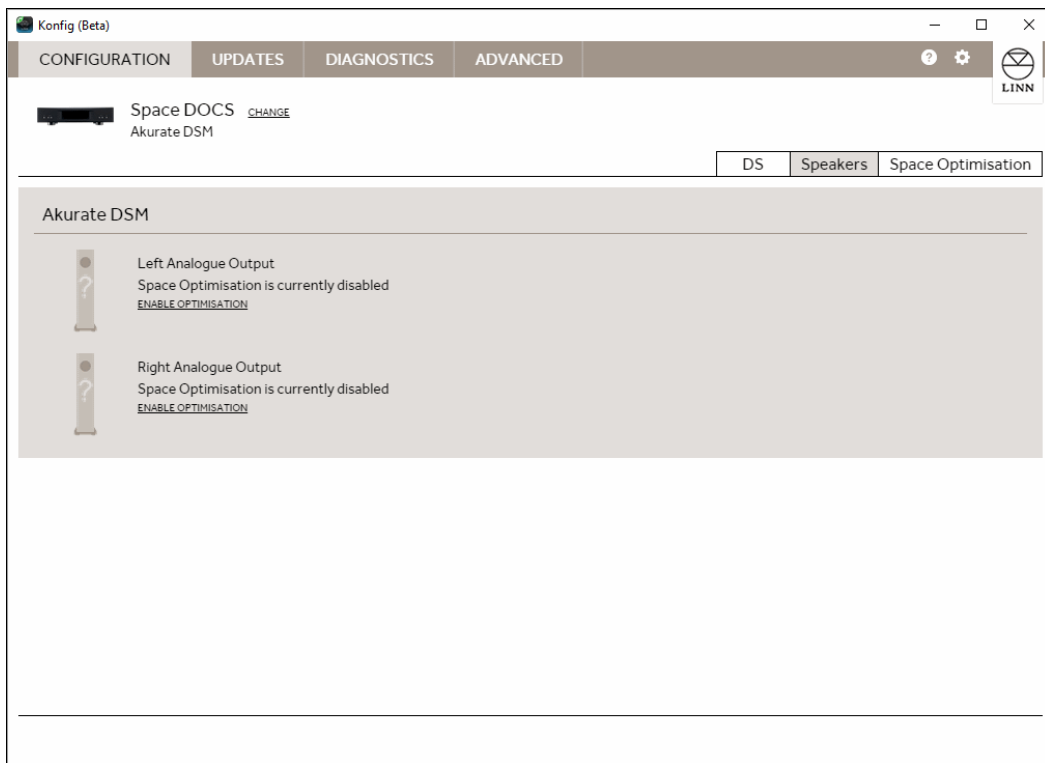 Konfig (Beta)
CONFIGURATION UPDATES DIAGNOSTICS ADVANCED ?
LINN
Space DOCS CHANGE
Akurate DSM
DS Speakers Space Optimisation
Akurate DSM
Left Analogue Output
? Space Optimisation is currently disabled
ENABLE OPTIMISATION
Right Analogue Output
? Space Optimisation is currently disabled
ENABLE OPTIMISATION